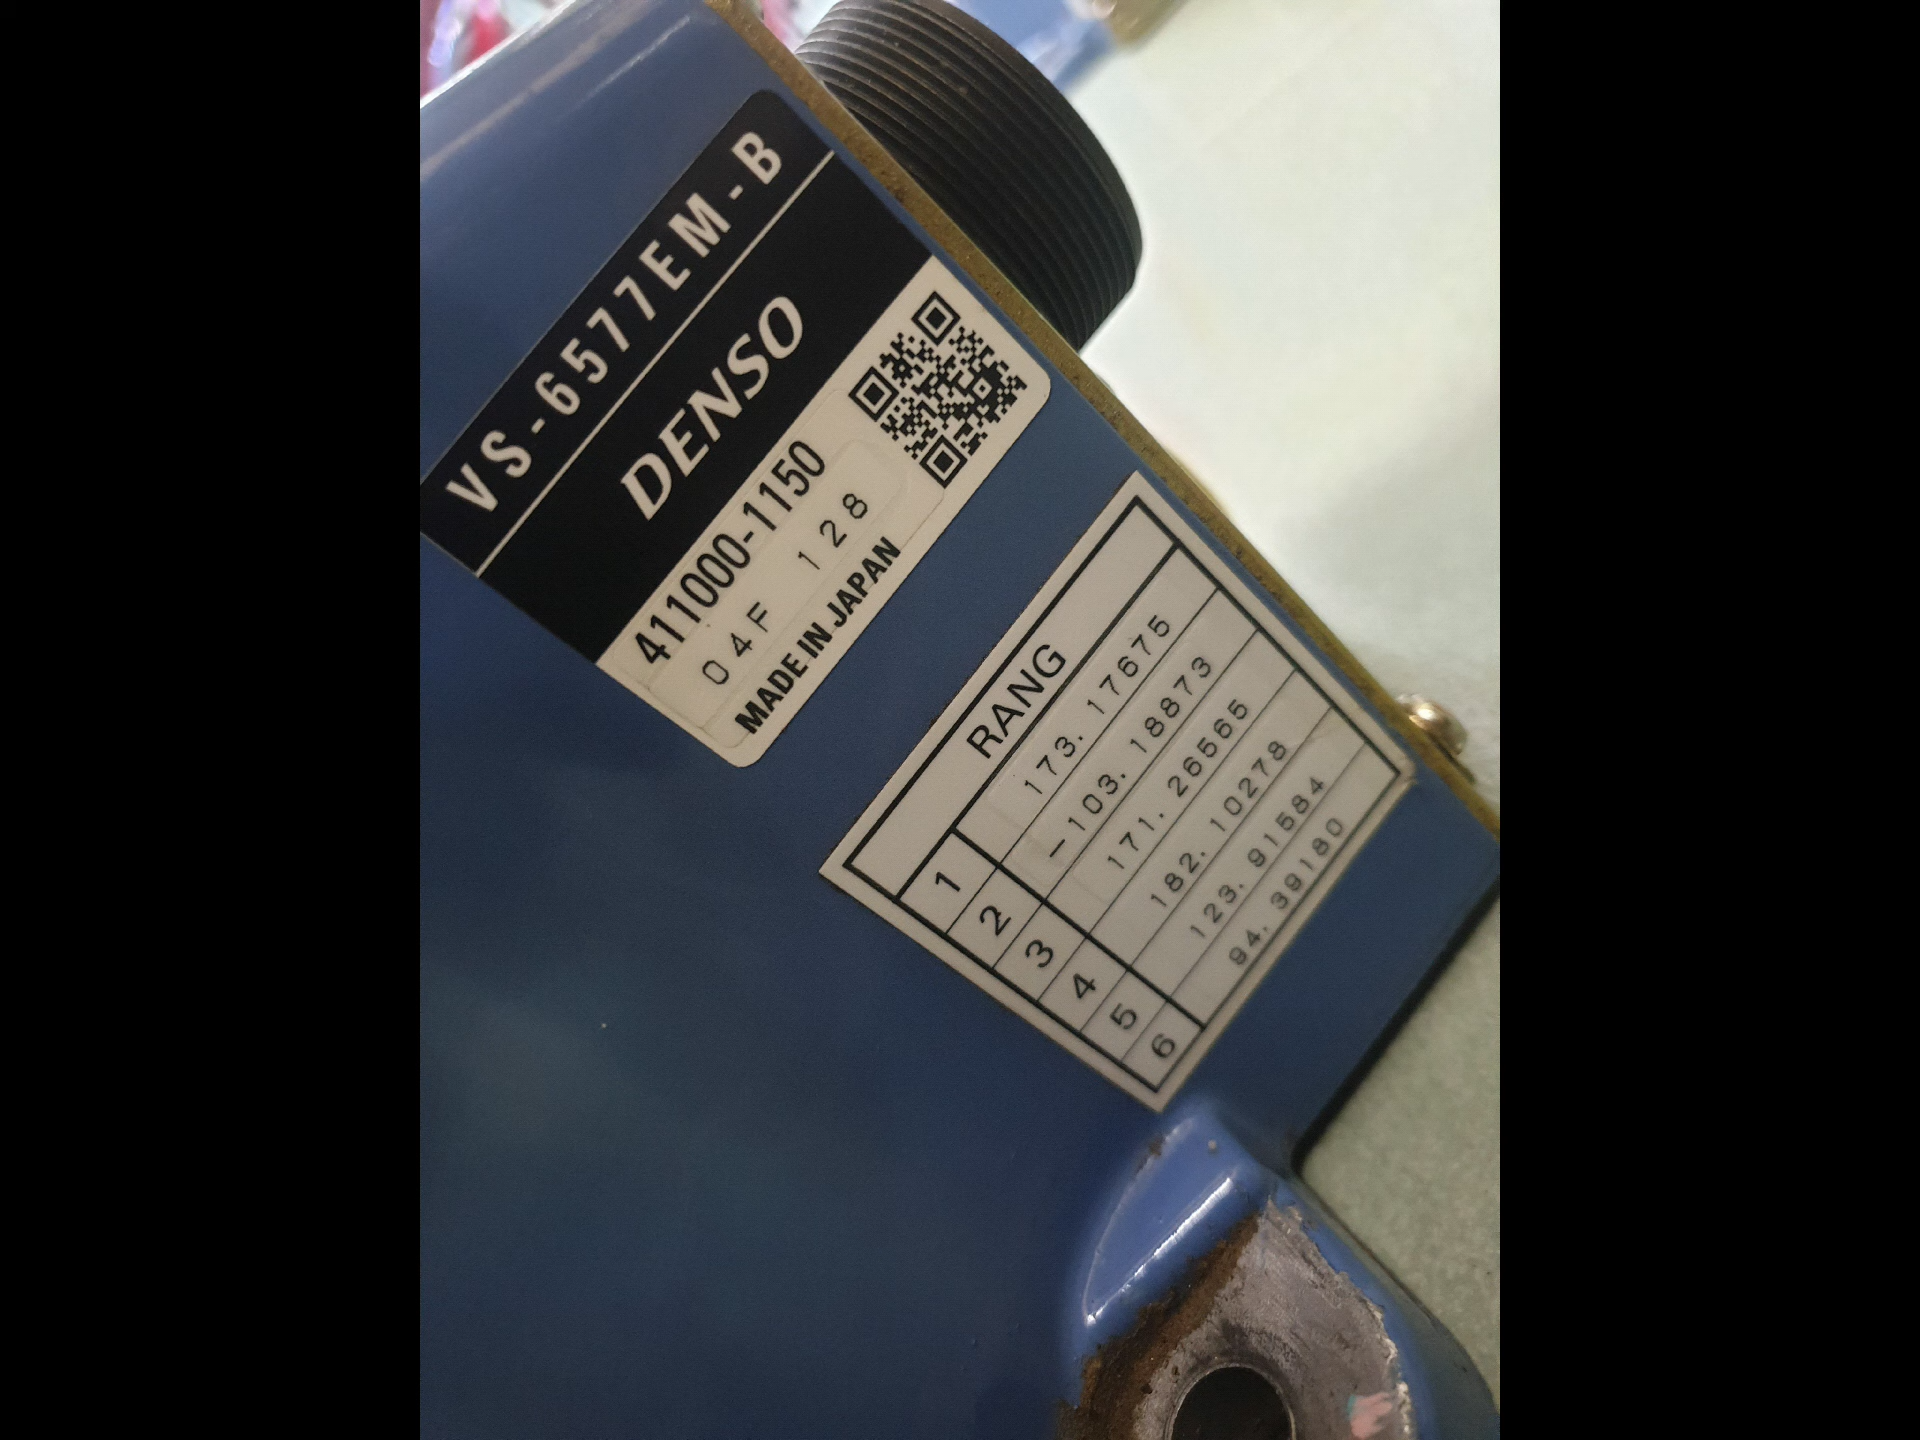 VS-6577EM-B
DENSO
411000-1150
04F 128
MADE IN JAPAN
RANG
1 173. 17675
2 -103. 18873
3 171. 26565
4 182. 10278
5 123. 91584
6 94. 39180